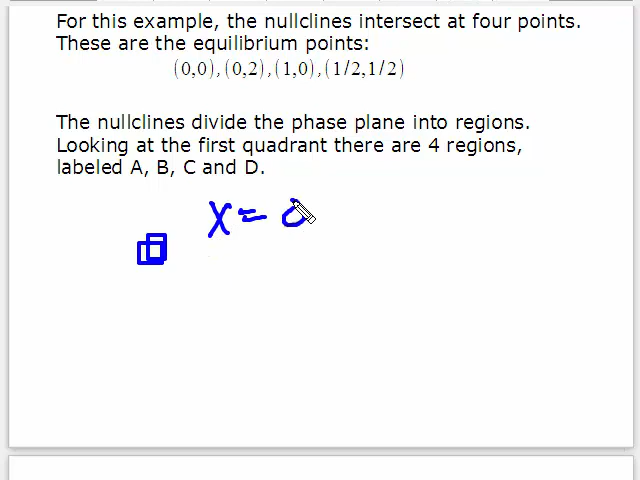 For this example, the nullclines intersect at four points.
These are the equilibrium points:
(0,0),(0,2),(1,0),(1/2,1/2)
The nullclines divide the phase plane into regions.
Looking at the first quadrant there are 4 regions,
labeled A, B, C and D.
X = 0